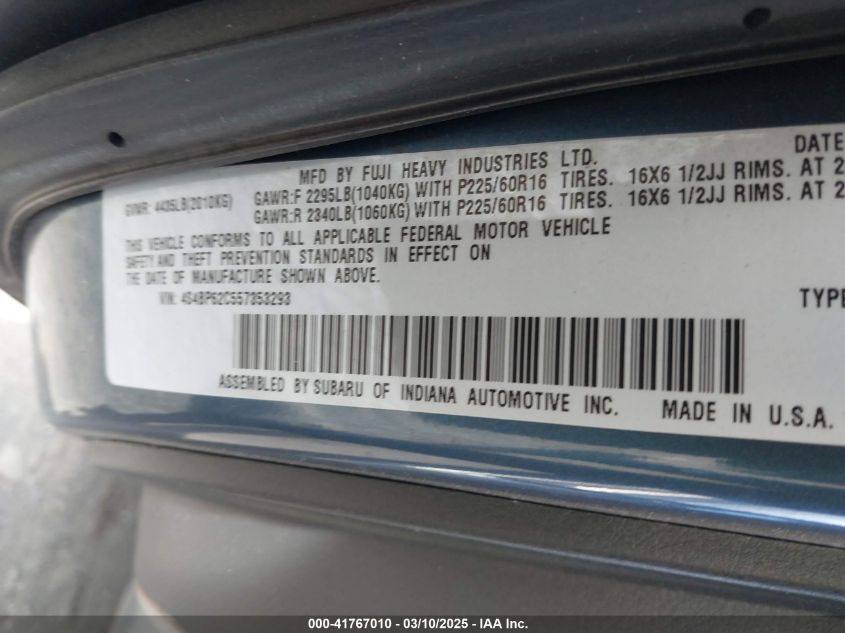 DATE
MFD BY FUJI HEAVY INDUSTRIES LTD.
GVWR: 4435LB(2010KG) GAWR:F 2295LB(1040KG) WITH P225/60R16 TIRES. 16X6 1/2JJ RIMS. AT 2
GAWR:R 2340LB(1060KG) WITH P225/60R16 TIRES. 16X6 1/2JJ RIMS. AT 2
THIS VEHICLE CONFORMS TO ALL APPLICABLE FEDERAL MOTOR VEHICLE
SAFETY AND THEFT PREVENTION STANDARDS IN EFFECT ON
THE DATE OF MANUFACTURE SHOWN ABOVE.
VIN: 4S4BP62C557353293
TYPE
ASSEMBLED BY SUBARU OF INDIANA AUTOMOTIVE INC. MADE IN U.S.A.
000-41767010 — 03/10/2025 — IAA Inc.